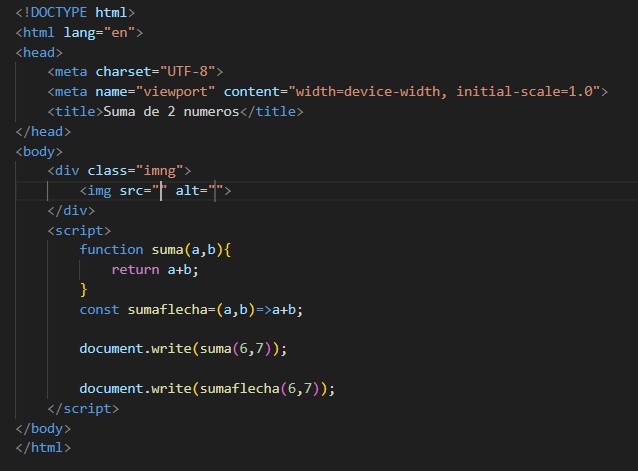 <!DOCTYPE html>
<html lang="en">
<head>
    <meta charset="UTF-8">
    <meta name="viewport" content="width=device-width, initial-scale=1.0">
    <title>Suma de 2 numeros</title>
</head>
<body>
    <div class="imng">
        <img src="" alt="">
    </div>
    <script>
        function suma(a,b){
            return a+b;
        }
        const sumaflecha=(a,b)=>a+b;

        document.write(suma(6,7));

        document.write(sumaflecha(6,7));
    </script>
</body>
</html>